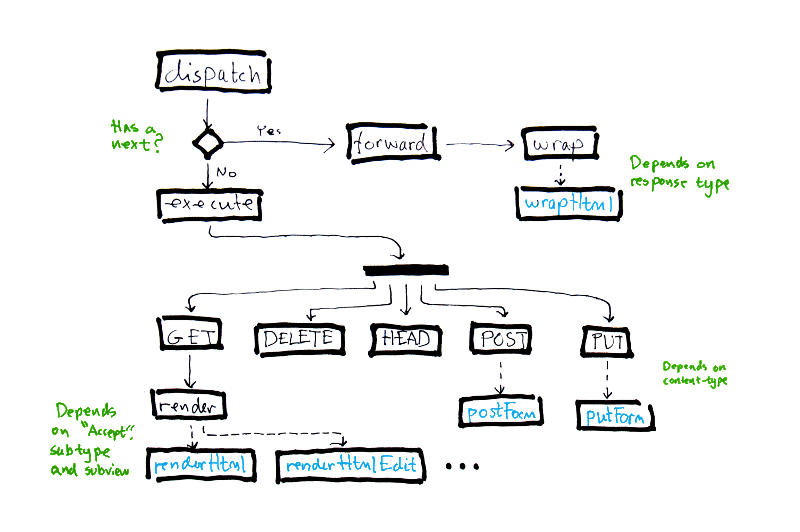 dispatch
Has a
next?
Yes
forward
wrap
Depends on
response type
No
execute
wrapHtml
GET
DELETE
HEAD
POST
PUT
Depends on
content-type
render
postForm
putForm
Depends
on "Accept",
subtype
and subview
renderHtml
renderHtmlEdit
...